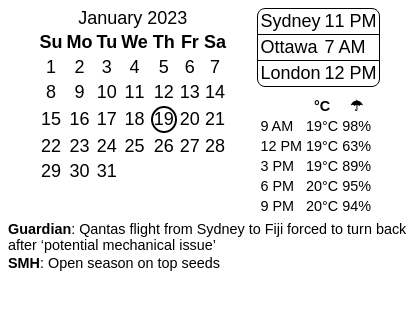 January 2023
Su Mo Tu We Th Fr Sa
1 2 3 4 5 6 7
8 9 10 11 12 13 14
15 16 17 18 19 20 21
22 23 24 25 26 27 28
29 30 31
Sydney 11 PM
Ottawa 7 AM
London 12 PM
°C ☂
9 AM 19°C 98%
12 PM 19°C 63%
3 PM 19°C 89%
6 PM 20°C 95%
9 PM 20°C 94%
Guardian: Qantas flight from Sydney to Fiji forced to turn back
after ‘potential mechanical issue’
SMH: Open season on top seeds